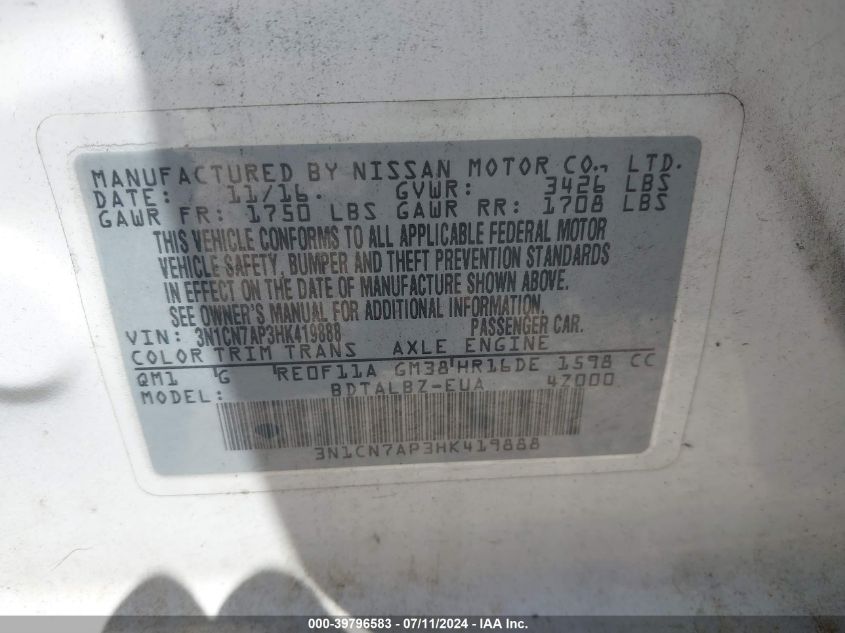 MANUFACTURED BY NISSAN MOTOR CO., LTD.
DATE: 11/16. GVWR: 3426 LBS
GAWR FR: 1750 LBS GAWR RR: 1708 LBS
THIS VEHICLE CONFORMS TO ALL APPLICABLE FEDERAL MOTOR
VEHICLE SAFETY, BUMPER AND THEFT PREVENTION STANDARDS
IN EFFECT ON THE DATE OF MANUFACTURE SHOWN ABOVE.
SEE OWNER'S MANUAL FOR ADDITIONAL INFORMATION.
VIN: 3N1CN7AP3HK419888 PASSENGER CAR.
COLOR TRIM TRANS AXLE ENGINE
QM1 G RE0F11A GM38 HR16DE 1598 CC
MODEL: BDTALBZ-EUA 4Z000
3N1CN7AP3HK419888
000-39796583 / 07/11/2024 / IAAI.com